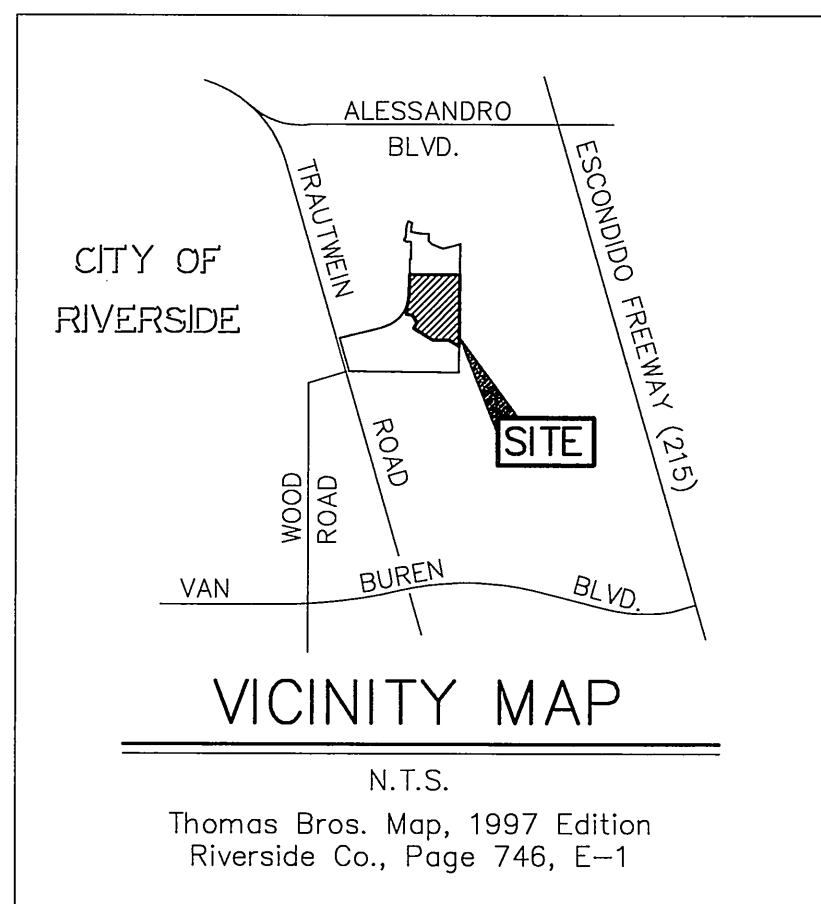 ALESSANDRO
BLVD.
TRAUTWEIN
ESCONDIDO FREEWAY (215)
CITY OF
RIVERSIDE
SITE
ROAD
WOOD
ROAD
VAN
BUREN
BLVD.
VICINITY MAP
N.T.S.
Thomas Bros. Map, 1997 Edition
Riverside Co., Page 746, E-1